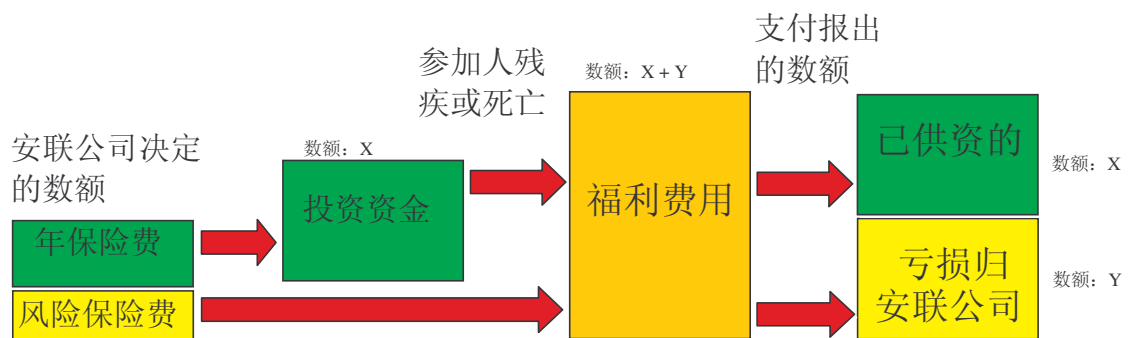 安联公司决定
的数额
年保险费
风险保险费
数额：X
投资资金
参加人残
疾或死亡
数额：X + Y
福利费用
支付报出
的数额
已供资的
数额：X
亏损归
安联公司
数额：Y